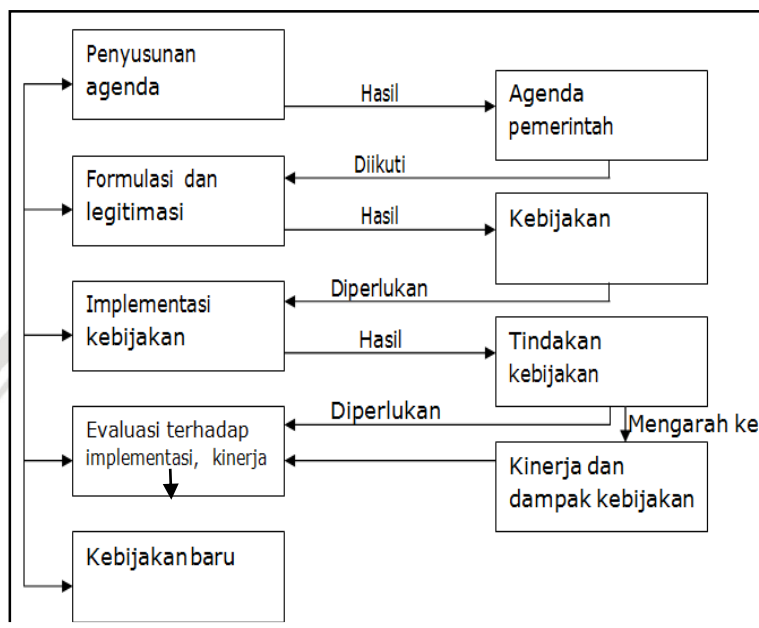 Penyusunan
agenda
Hasil
Agenda
pemerintah
Diikuti
Formulasi dan
legitimasi
Hasil
Kebijakan
Diperlukan
Implementasi
kebijakan
Hasil
Tindakan
kebijakan
Diperlukan
Mengarah ke
Evaluasi terhadap
implementasi, kinerja
Kinerja dan
dampak kebijakan
Kebijakan baru